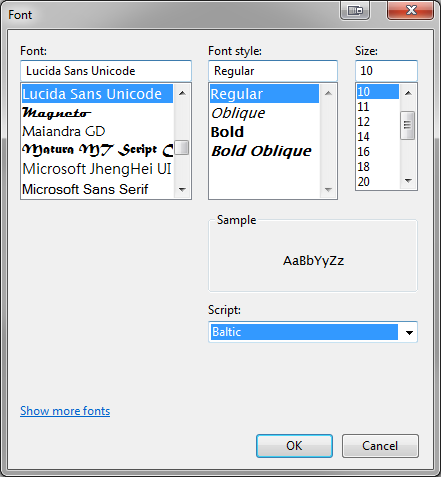 Font
Font:
Font style:
Size:
Lucida Sans Unicode
Regular
10
Lucida Sans Unicode
Magneto
Maiandra GD
Matura MT Script C
Microsoft JhengHei UI
Microsoft Sans Serif
Regular
Oblique
Bold
Bold Oblique
10
11
12
14
16
18
20
Sample
AaBbYyZz
Script:
Baltic
Show more fonts
OK
Cancel